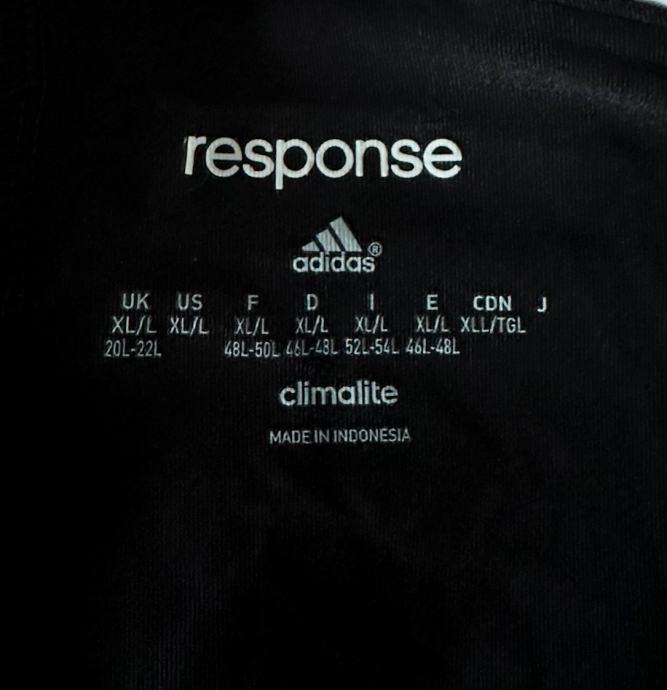 response
adidas®
UK US F D I E CDN J
XL/L XL/L XL/L XL/L XL/L XL/L XLL/TGL
20L-22L 48L-50L 46L-48L 52L-54L 46L-48L
climalite
MADE IN INDONESIA